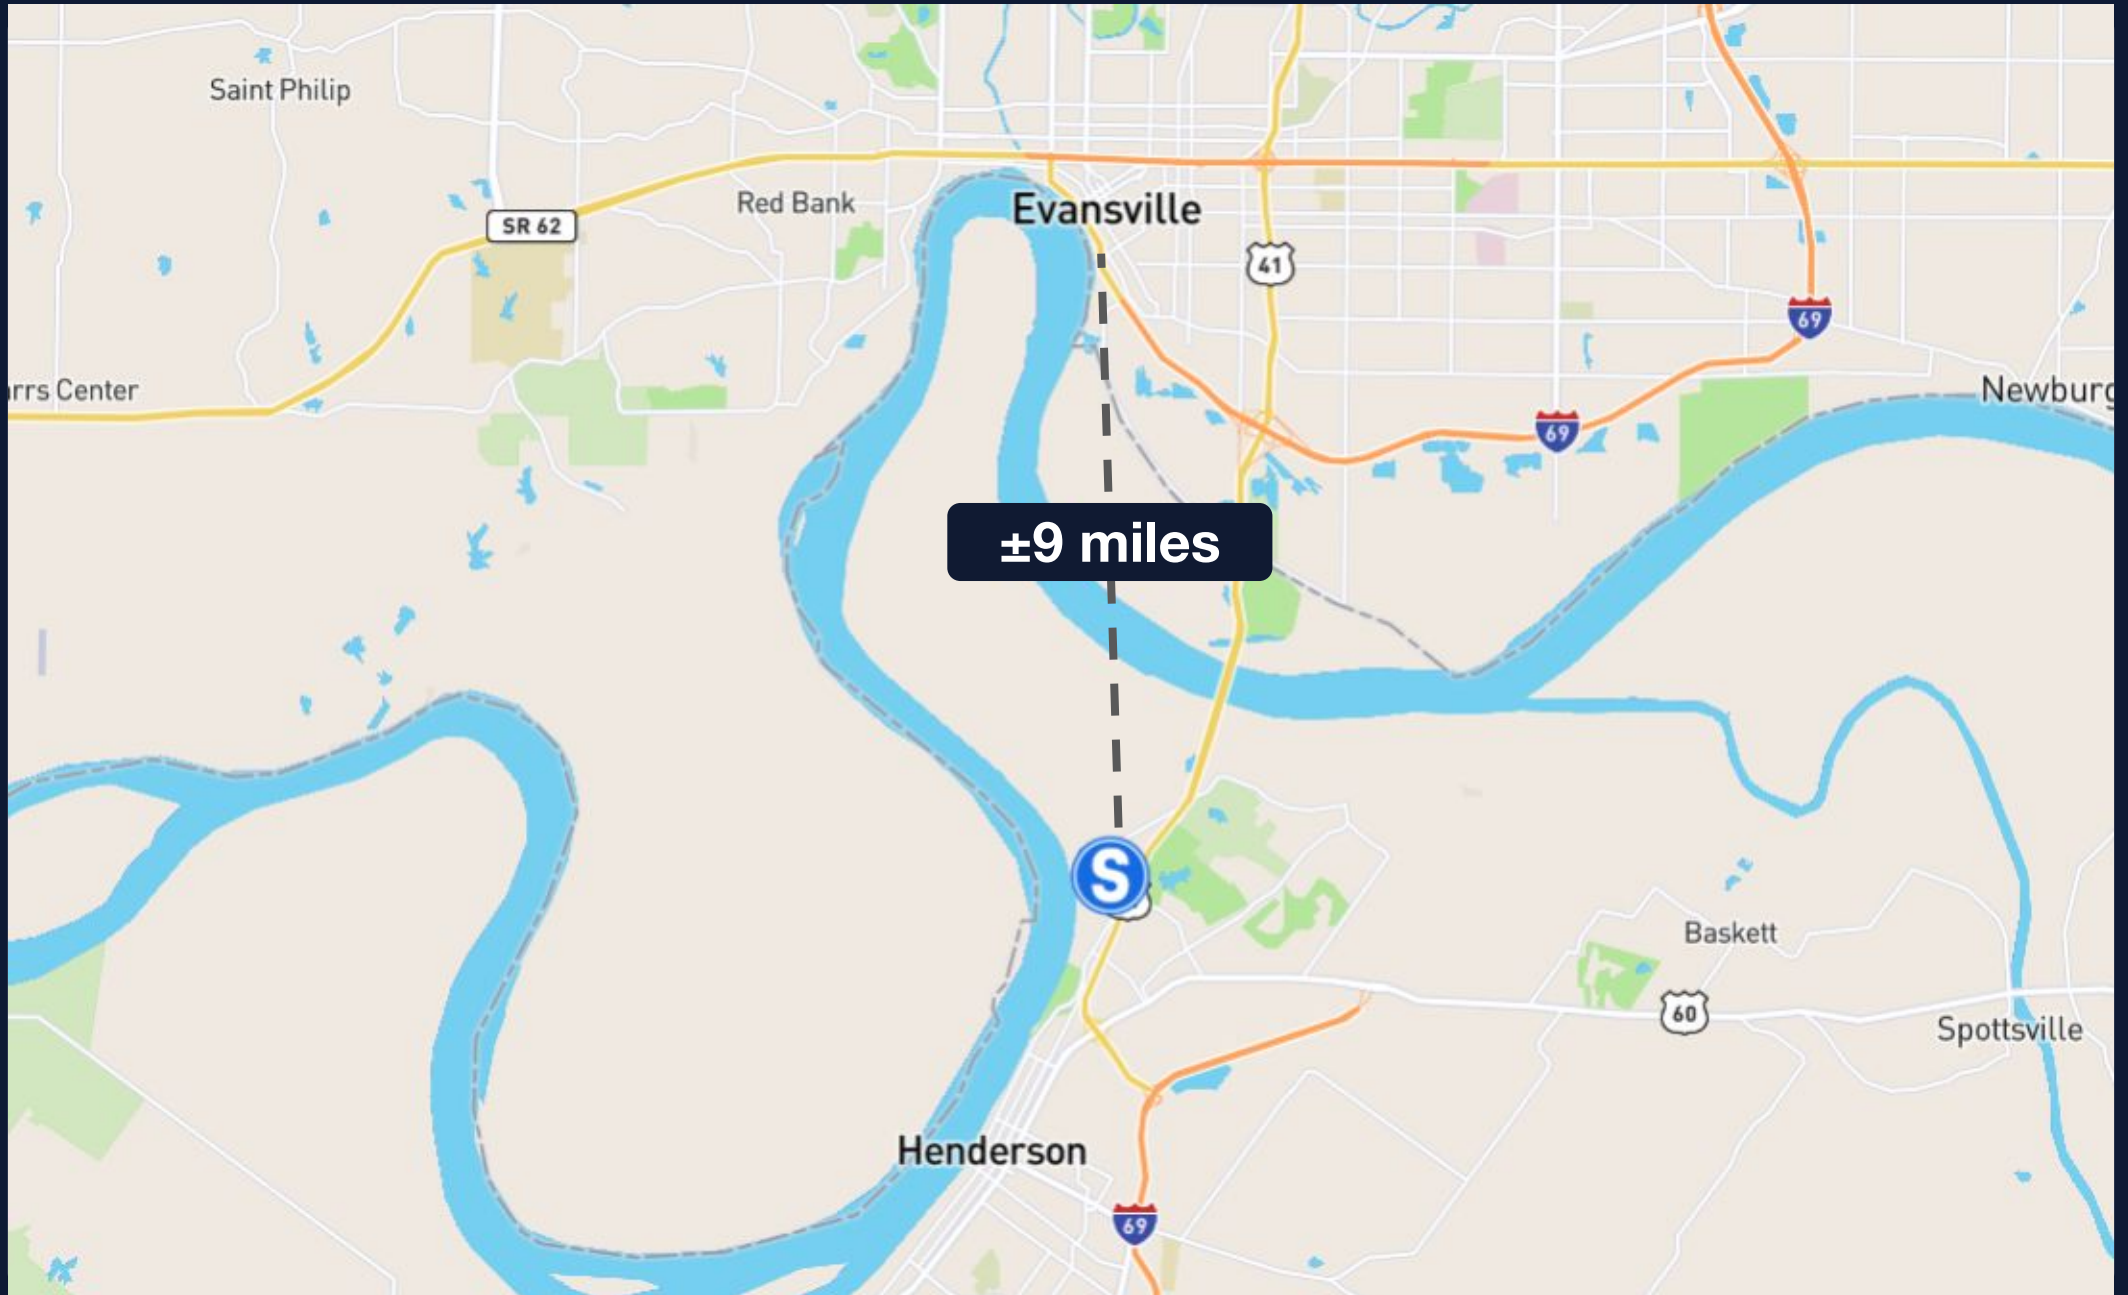 Saint Philip
Red Bank
Evansville
SR 62
41
69
arrs Center
Newburg
69
±9 miles
S
Baskett
60
Spottsville
Henderson
69